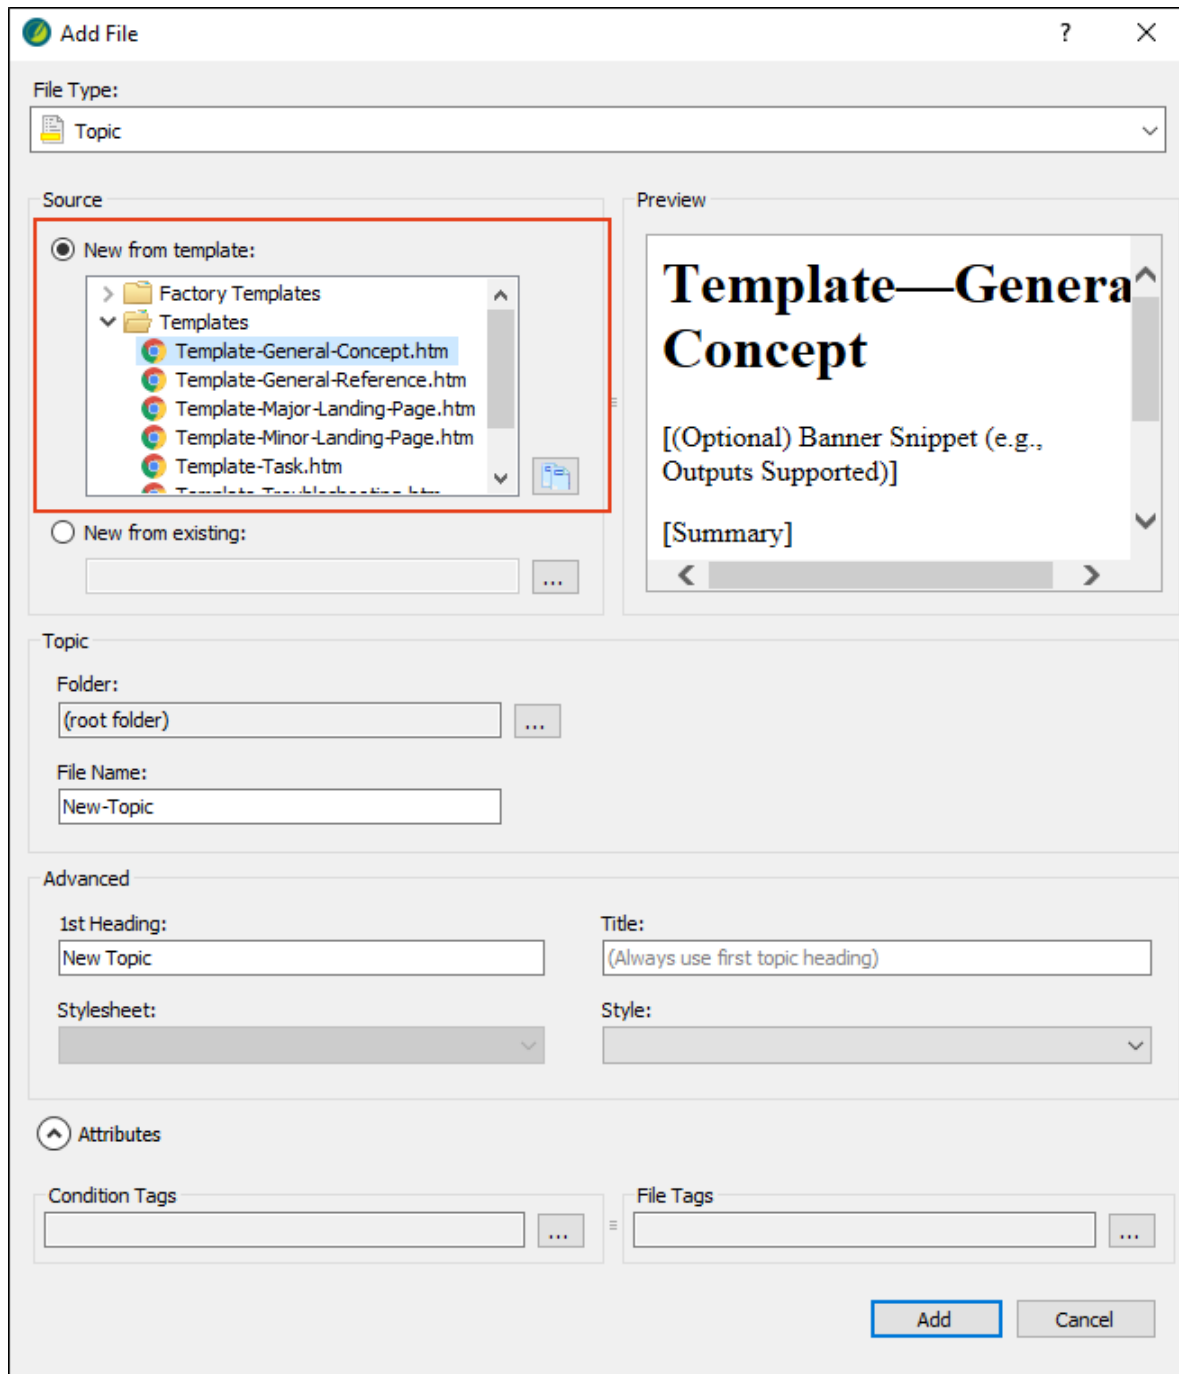 Add File
?
File Type:
Topic
Source
New from template:
Factory Templates
Templates
Template-General-Concept.htm
Template-General-Reference.htm
Template-Major-Landing-Page.htm
Template-Minor-Landing-Page.htm
Template-Task.htm
Template-Troubleshooting.htm
New from existing:
...
Preview
Template—Genera
Concept
[(Optional) Banner Snippet (e.g.,
Outputs Supported)]
[Summary]
Topic
Folder:
(root folder)
...
File Name:
New-Topic
Advanced
1st Heading:
New Topic
Title:
(Always use first topic heading)
Stylesheet:
Style:
Attributes
Condition Tags
...
File Tags
...
Add
Cancel